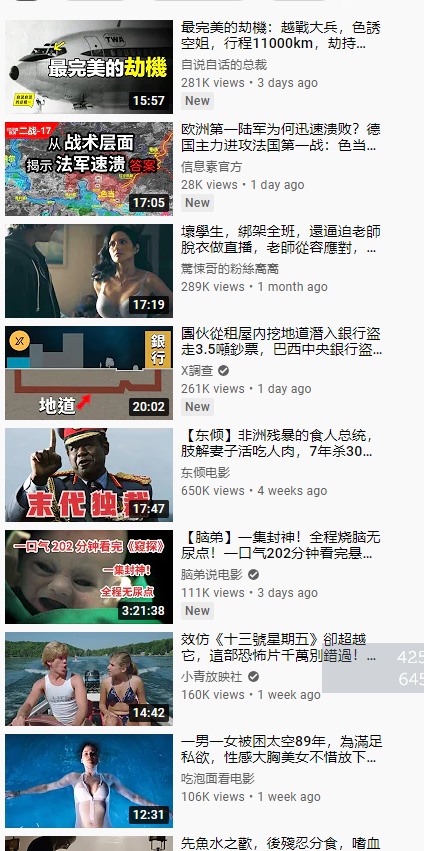 TWA
最完美的劫機
15:57
最完美的劫機：越戰大兵，色誘
空姐，行程11000km，劫持…
自说自话的总裁
281K views • 3 days ago
New
二战-17
从 战术层面
揭示 法军速溃 答案
色当
17:05
欧洲第一陆军为何迅速溃败？德
国主力进攻法国第一战：色当…
信息素官方
28K views • 1 day ago
New
17:19
壞學生，綁架全班，還逼迫老師
脫衣做直播，老師從容應對，…
驚悚哥的粉絲窩窩
289K views • 1 month ago
X
銀行
地道
20:02
團伙從租屋內挖地道潛入銀行盜
走3.5噸鈔票，巴西中央銀行盜…
X調查
261K views • 1 day ago
New
末代独裁
17:47
【东倾】非洲残暴的食人总统，
肢解妻子活吃人肉，7年杀30…
东倾电影
650K views • 4 weeks ago
一口气 202 分钟看完《窥探》
一集封神！
全程无尿点
3:21:38
【脑弟】一集封神！全程烧脑无
尿点！一口气202分钟看完悬…
脑弟说电影
111K views • 3 days ago
New
14:42
效仿《十三號星期五》卻超越
它，這部恐怖片千萬別錯過！…
小青放映社
160K views • 1 week ago
425
645
12:31
一男一女被困太空89年，為滿足
私欲，性感大胸美女不惜放下…
吃泡面看电影
106K views • 1 week ago
先魚水之歡，後殘忍分食，嗜血